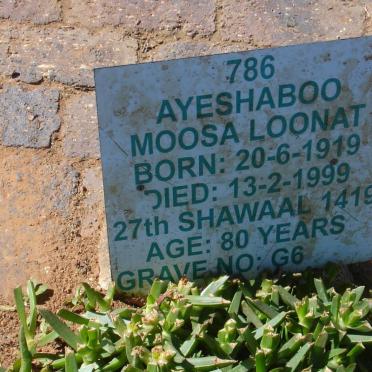 786
AYESHABOO
MOOSA LOONAT
BORN: 20-6-1919
DIED: 13-2-1999
27th SHAWAAL 1419
AGE: 80 YEARS
GRAVE NO: G6